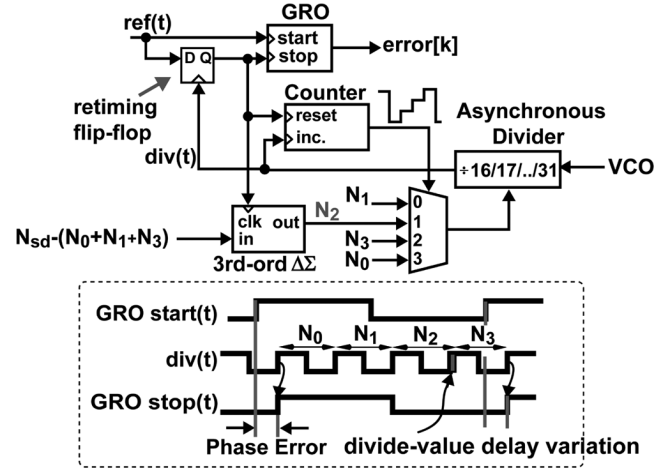 GRO
ref(t)
start
stop
error[k]
D Q
retiming
flip-flop
Counter
reset
inc.
Asynchronous
Divider
div(t)
÷16/17/../31
VCO
N1
0
clk out
in
N2
1
Nsd-(N0+N1+N3)
N3
2
N0
3
3rd-ord ΔΣ
GRO start(t)
N0 N1 N2 N3
div(t)
GRO stop(t)
Phase Error
divide-value delay variation